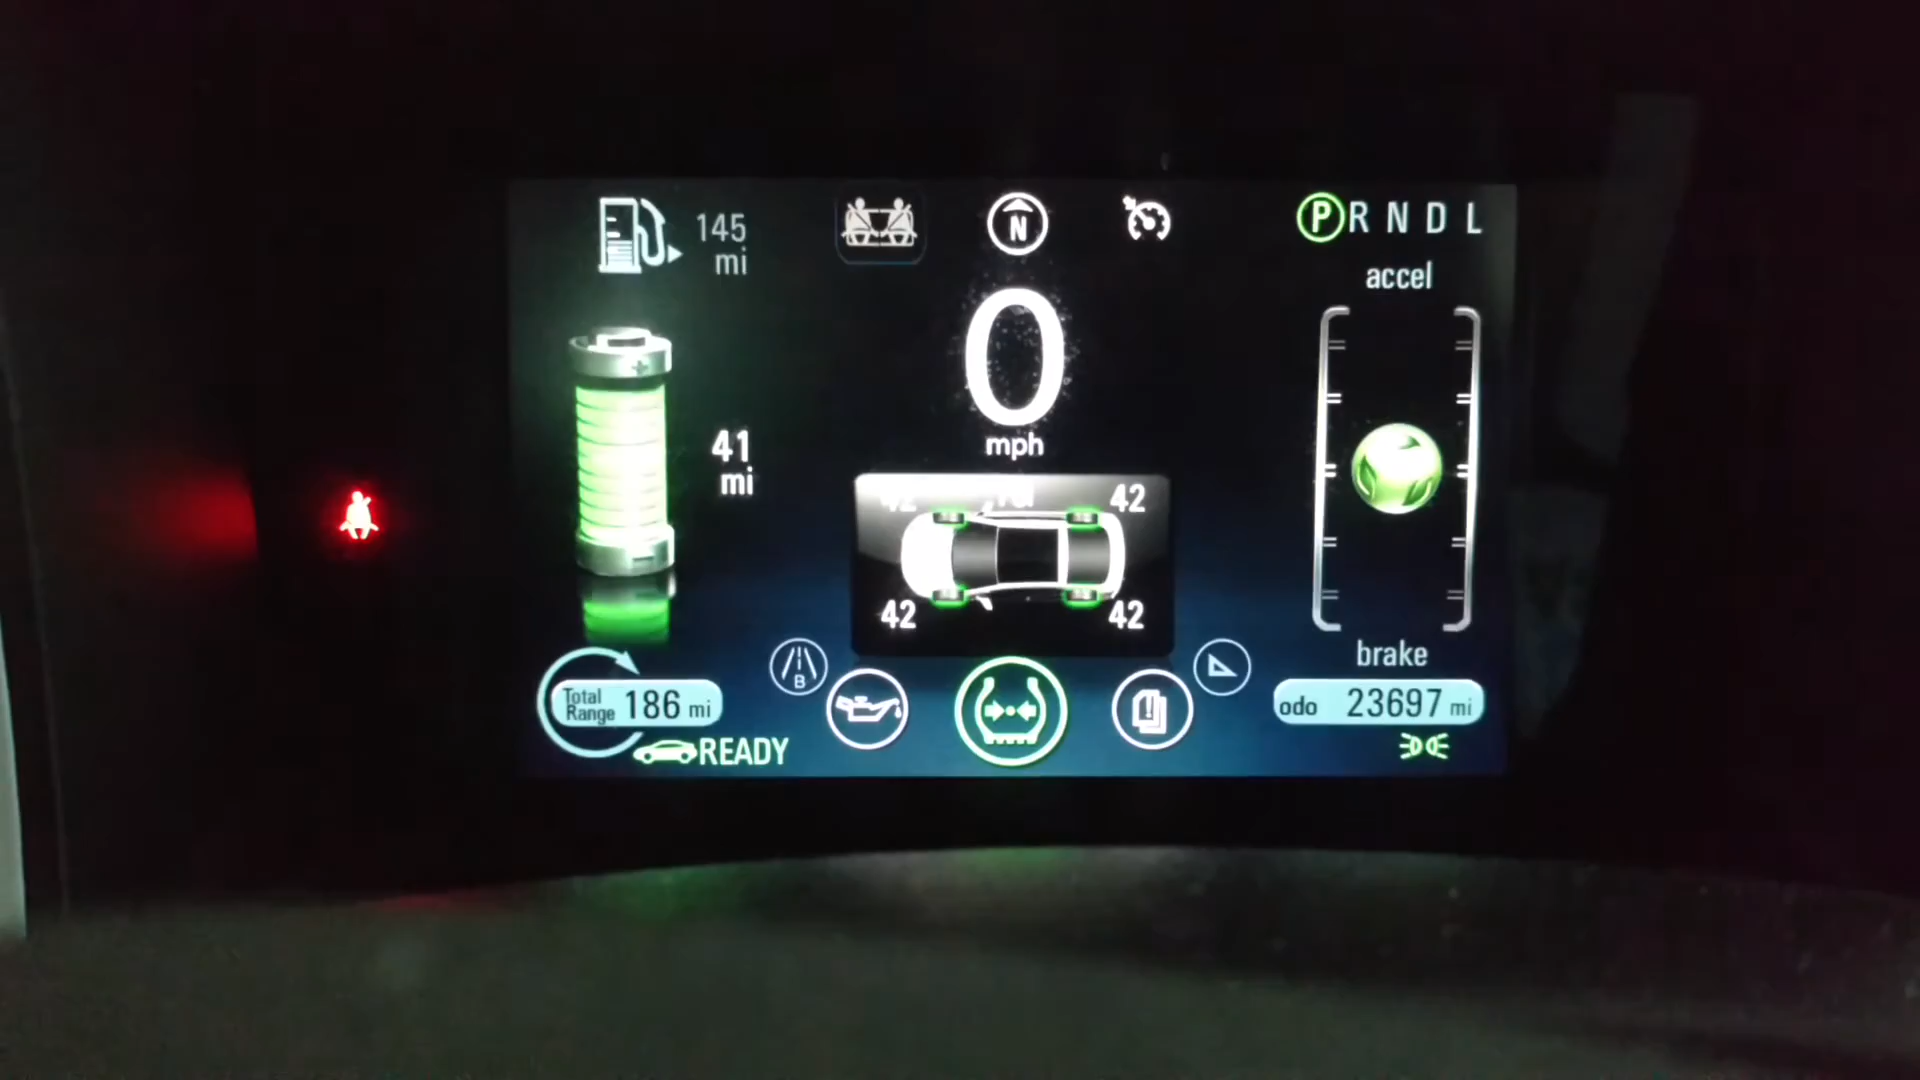 145
mi
N
P R N D L
accel
0
mph
41
mi
42 42
42 42
brake
B
Total
Range 186 mi
odo 23697 mi
READY